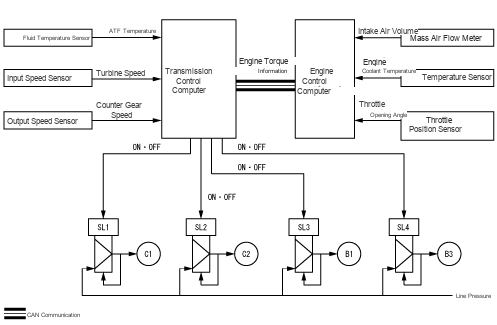 Fluid Temperature Sensor
ATF Temperature
Input Speed Sensor
Turbine Speed
Output Speed Sensor
Counter Gear
Speed
Transmission
Control
Computer
Engine Torque
Information
Engine
Control
Computer
Intake Air Volume
Mass Air Flow Meter
Engine
Coolant Temperature
Temperature Sensor
Throttle
Opening Angle
Throttle
Position Sensor
ON・OFF
ON・OFF
ON・OFF
ON・OFF
SL1
SL2
SL3
SL4
C1
C2
B1
B3
Line Pressure
CAN Communication